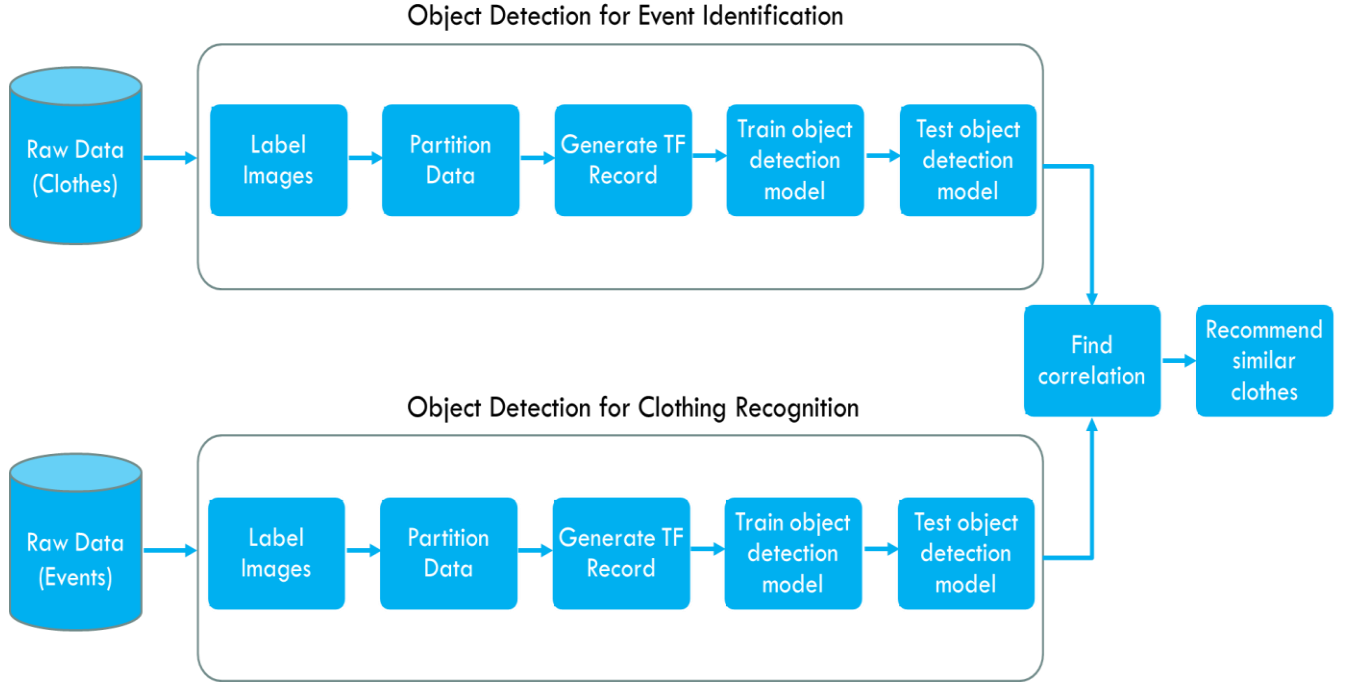 Object Detection for Event Identification
Raw Data
(Clothes)
Label
Images
Partition
Data
Generate TF
Record
Train object
detection
model
Test object
detection
model
Find
correlation
Recommend
similar
clothes
Object Detection for Clothing Recognition
Raw Data
(Events)
Label
Images
Partition
Data
Generate TF
Record
Train object
detection
model
Test object
detection
model